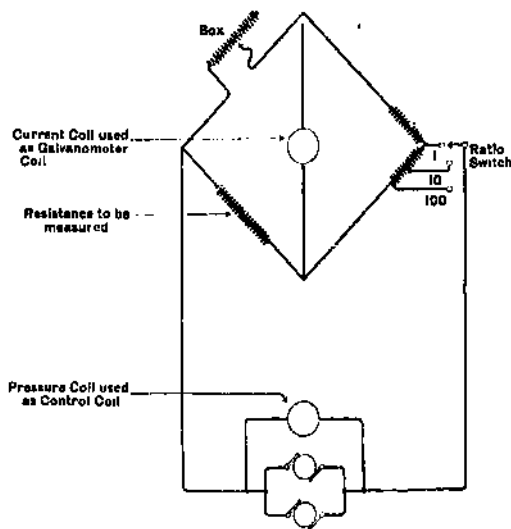 Box
Current Coil used
as Galvanometer
Coil
1
Ratio
Switch
10
100
Resistance to be
measured
Pressure Coil used
as Control Coil